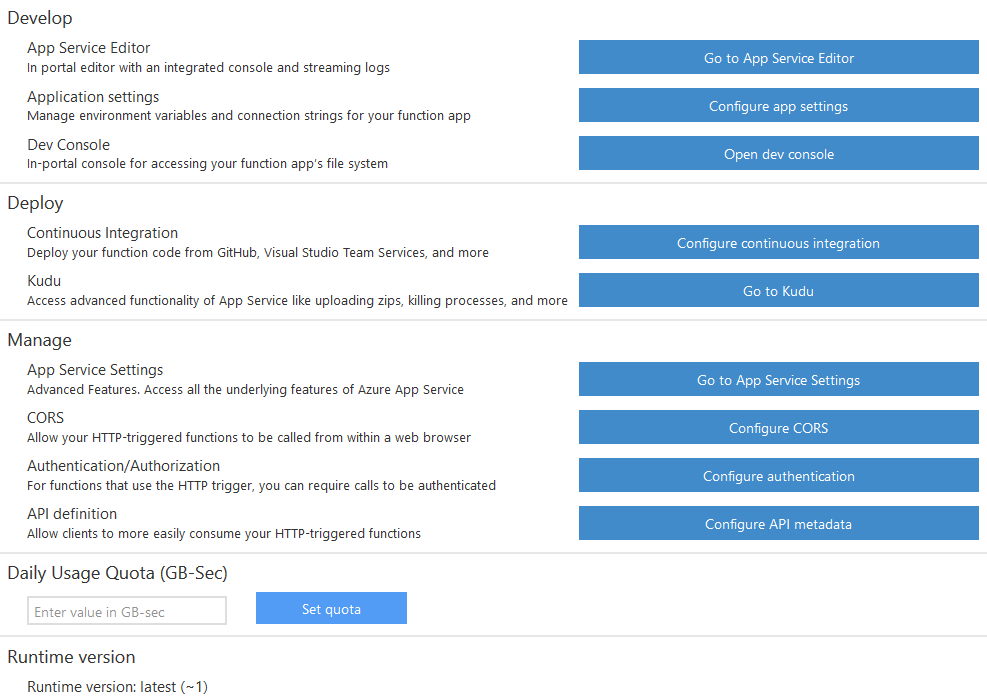 Develop
App Service Editor
In portal editor with an integrated console and streaming logs
Go to App Service Editor
Application settings
Manage environment variables and connection strings for your function app
Configure app settings
Dev Console
In-portal console for accessing your function app's file system
Open dev console
Deploy
Continuous Integration
Deploy your function code from GitHub, Visual Studio Team Services, and more
Configure continuous integration
Kudu
Access advanced functionality of App Service like uploading zips, killing processes, and more
Go to Kudu
Manage
App Service Settings
Advanced Features. Access all the underlying features of Azure App Service
Go to App Service Settings
CORS
Allow your HTTP-triggered functions to be called from within a web browser
Configure CORS
Authentication/Authorization
For functions that use the HTTP trigger, you can require calls to be authenticated
Configure authentication
API definition
Allow clients to more easily consume your HTTP-triggered functions
Configure API metadata
Daily Usage Quota (GB-Sec)
Enter value in GB-sec
Set quota
Runtime version
Runtime version: latest (~1)